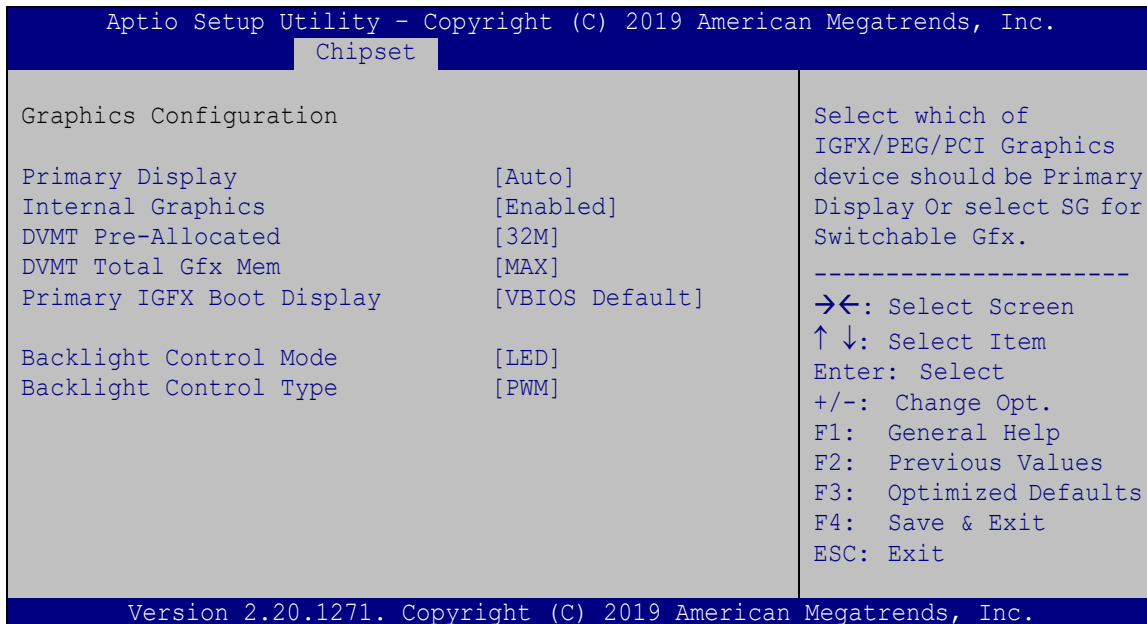 Aptio Setup Utility – Copyright (C) 2019 American Megatrends, Inc.
Chipset
Graphics Configuration
Primary Display [Auto]
Internal Graphics [Enabled]
DVMT Pre-Allocated [32M]
DVMT Total Gfx Mem [MAX]
Primary IGFX Boot Display [VBIOS Default]
Backlight Control Mode [LED]
Backlight Control Type [PWM]
Select which of
IGFX/PEG/PCI Graphics
device should be Primary
Display Or select SG for
Switchable Gfx.
----------------------
→←: Select Screen
↑ ↓: Select Item
Enter: Select
+/-: Change Opt.
F1: General Help
F2: Previous Values
F3: Optimized Defaults
F4: Save & Exit
ESC: Exit
Version 2.20.1271. Copyright (C) 2019 American Megatrends, Inc.